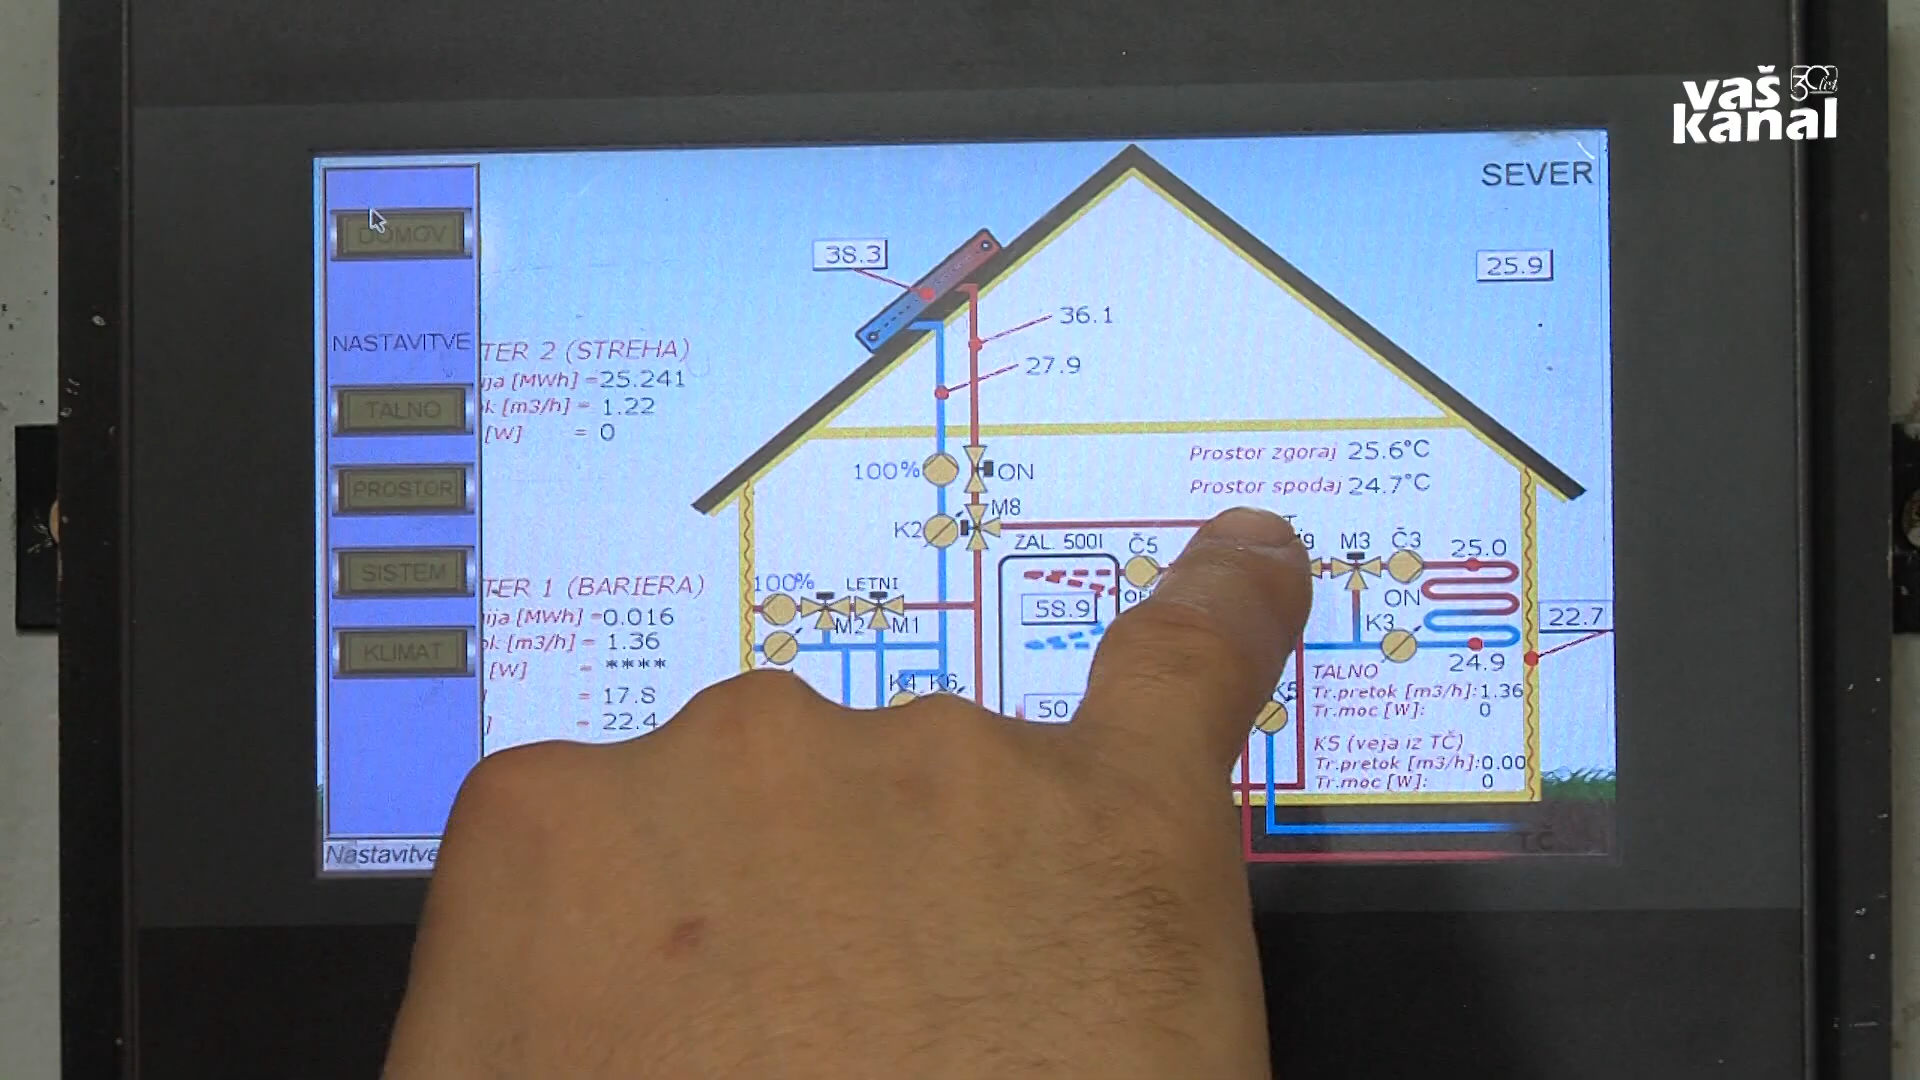 vaš 30let
kanal
SEVER
DOMOV
38.3
25.9
36.1
NASTAVITVE
TER 2 (STREHA)
27.9
ija [MWh] =25.241
TALNO
k [m3/h] = 1.22
[W] = 0
Prostor zgoraj 25.6°C
100%
ON
Prostor spodaj 24.7°C
PROSTOR
M8
K2
ZAL. 500l
Č5
M3
Č3
25.0
SISTEM
TER 1 (BARIERA)
100%
LETNI
58.9
ON
ija [MWh] =0.016
M2
M1
K3
22.7
ok [m3/h] = 1.36
KLIMAT
[W] = ****
24.9
K4
K6
TALNO
= 17.8
50
K5
Tr.pretok [m3/h]:1.36
Tr.moc [W]: 0
= 22.4
KS (veja iz TČ)
Tr.pretok [m3/h]:0.00
Tr.moc [W]: 0
TČ
Nastavitve